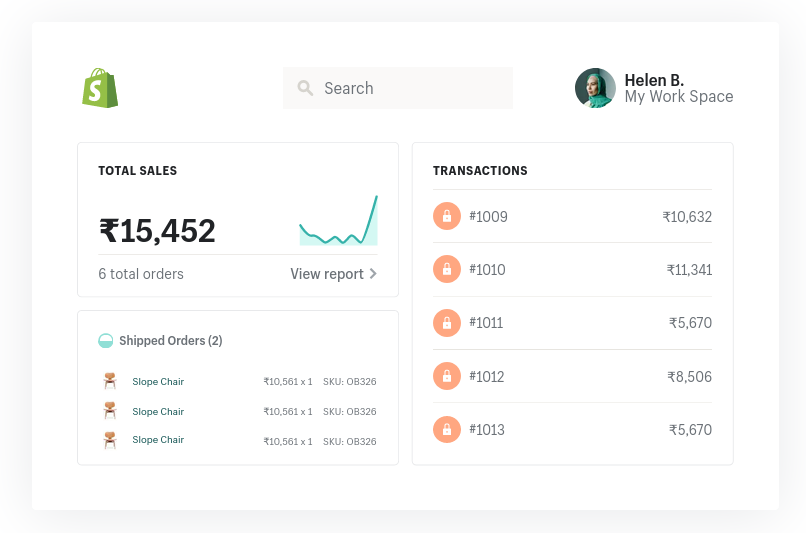 S
Search
Helen B.
My Work Space
TOTAL SALES
₹15,452
6 total orders
View report
Shipped Orders (2)
Slope Chair ₹10,561 x 1 SKU: OB326
Slope Chair ₹10,561 x 1 SKU: OB326
Slope Chair ₹10,561 x 1 SKU: OB326
TRANSACTIONS
#1009 ₹10,632
#1010 ₹11,341
#1011 ₹5,670
#1012 ₹8,506
#1013 ₹5,670